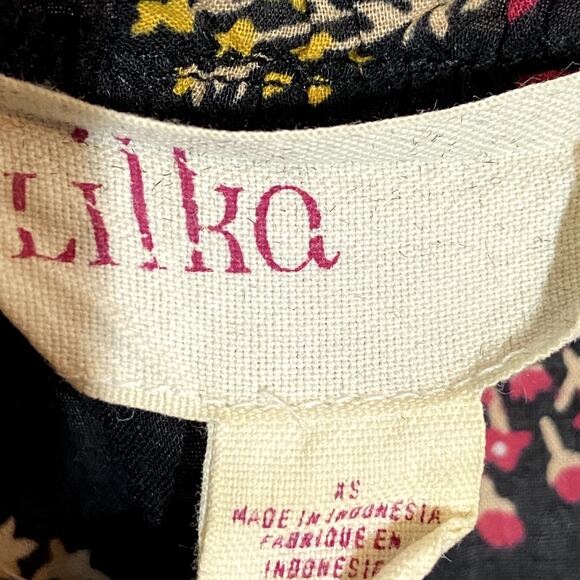 Lilka
XS
MADE IN INDONESIA
FABRIQUE EN
INDONESIE